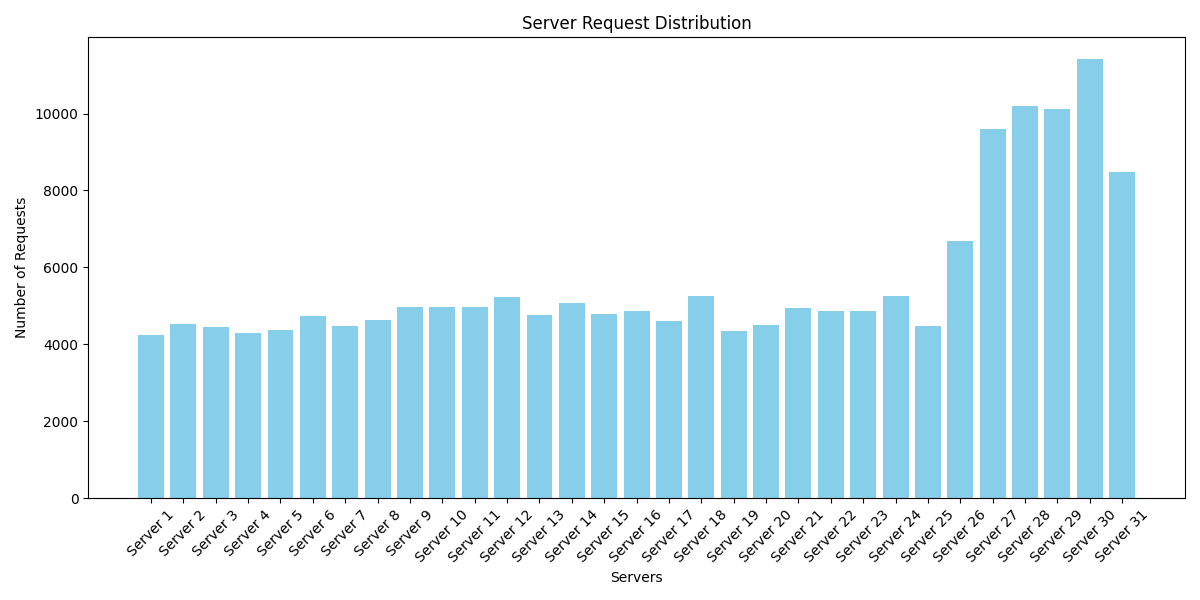 Server Request Distribution
Number of Requests
10000
8000
6000
4000
2000
0
Server 1
Server 2
Server 3
Server 4
Server 5
Server 6
Server 7
Server 8
Server 9
Server 10
Server 11
Server 12
Server 13
Server 14
Server 15
Server 16
Server 17
Server 18
Server 19
Server 20
Server 21
Server 22
Server 23
Server 24
Server 25
Server 26
Server 27
Server 28
Server 29
Server 30
Server 31
Servers